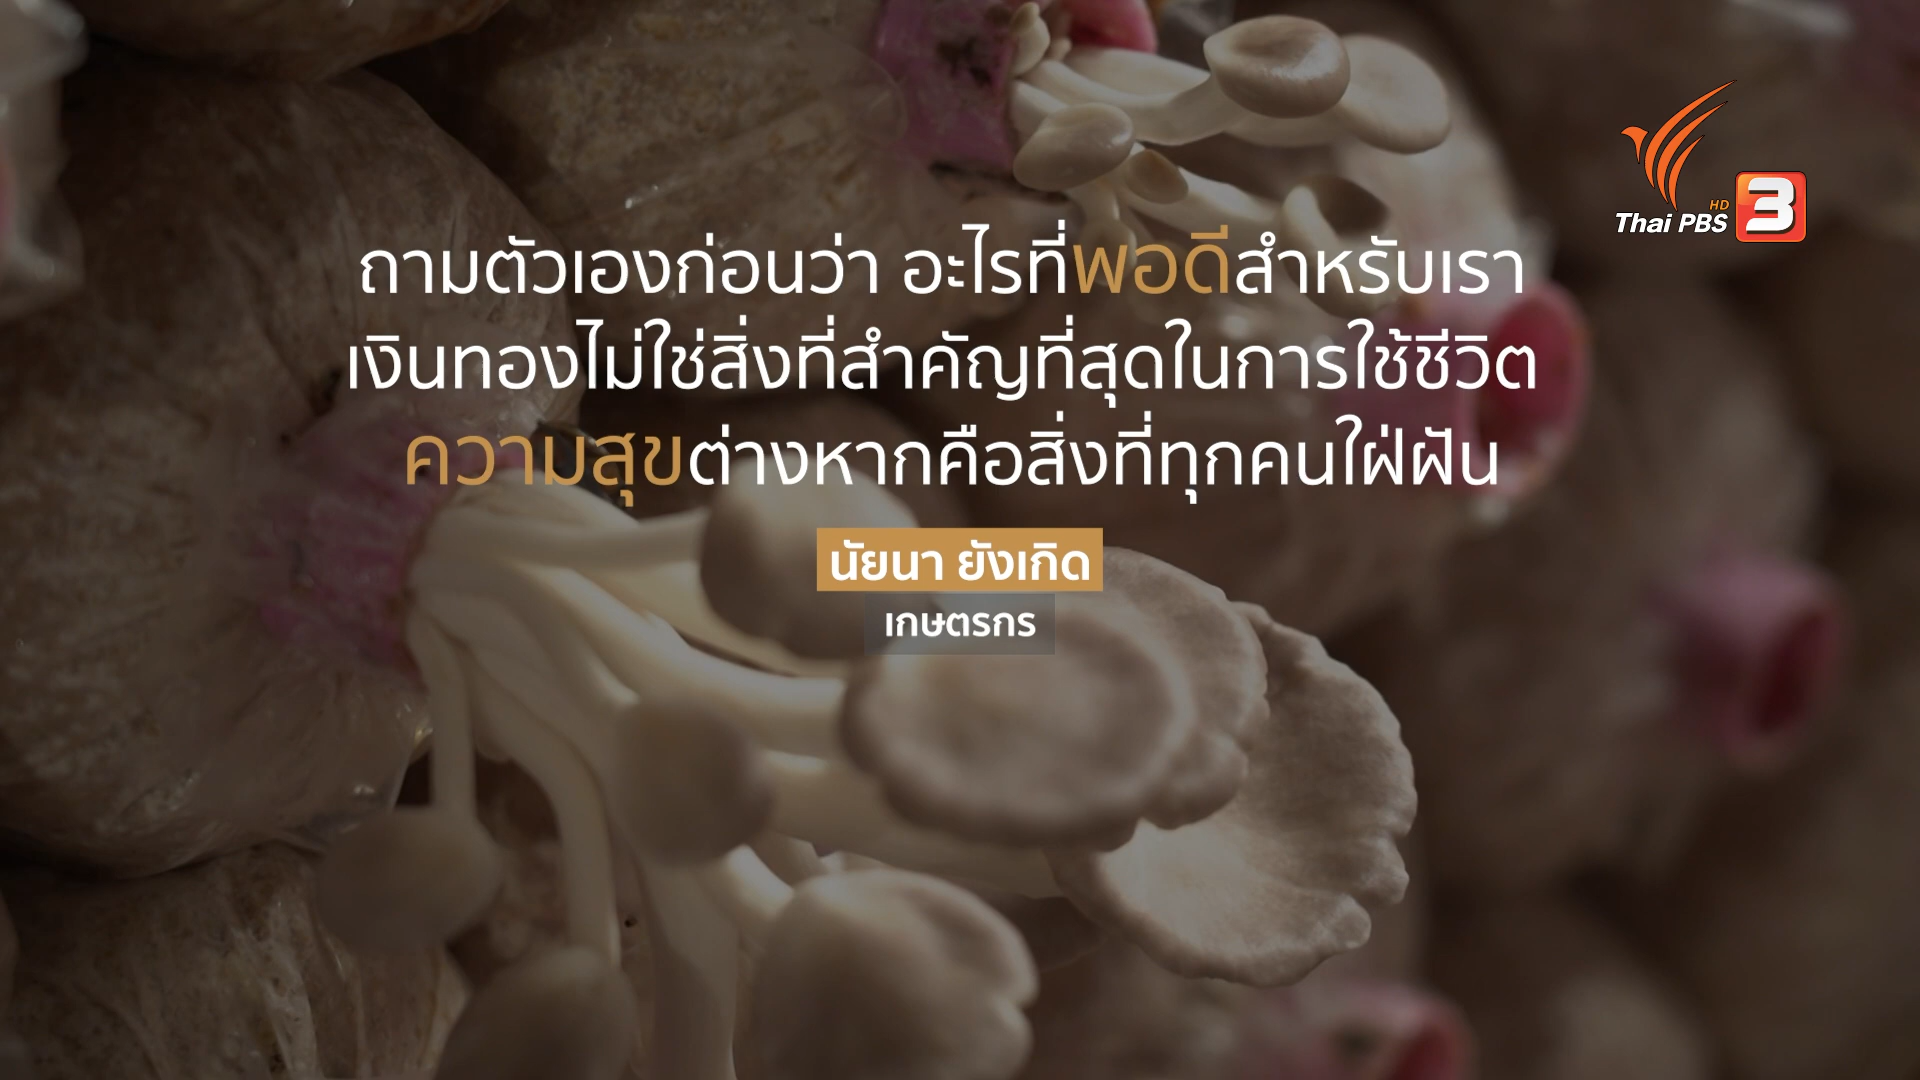 Thai PBS HD 3
ถามตัวเองก่อนว่า อะไรที่พอดีสำหรับเรา
เงินทองไม่ใช่สิ่งที่สำคัญที่สุดในการใช้ชีวิต
ความสุขต่างหากคือสิ่งที่ทุกคนใฝ่ฝัน
นัยนา ยังเกิด
เกษตรกร